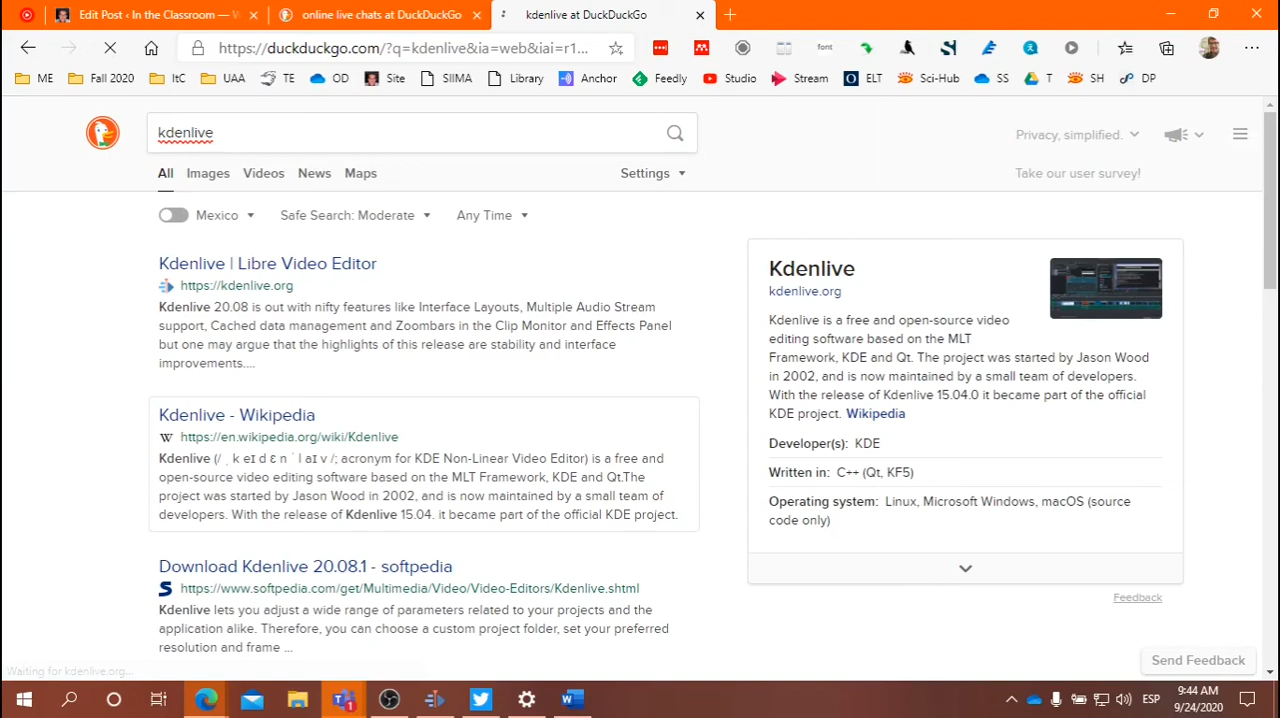 Edit Post ‹ In the Classroom — W
online live chats at DuckDuckGo
kdenlive at DuckDuckGo
https://duckduckgo.com/?q=kdenlive&ia=web&iai=r1...
font
ME Fall 2020 ItC UAA TE OD Site SIIMA Library Anchor Feedly Studio Stream ELT Sci-Hub SS T SH DP
kdenlive
Privacy, simplified.
All Images Videos News Maps Settings
Take our user survey!
Mexico Safe Search: Moderate Any Time
Kdenlive | Libre Video Editor
https://kdenlive.org
Kdenlive 20.08 is out with nifty features like Interface Layouts, Multiple Audio Stream
support, Cached data management and Zoombars in the Clip Monitor and Effects Panel
but one may argue that the highlights of this release are stability and interface
improvements....
Kdenlive - Wikipedia
W https://en.wikipedia.org/wiki/Kdenlive
Kdenlive (/ ˌ k eɪ d ɛ n ˈ l aɪ v /; acronym for KDE Non-Linear Video Editor) is a free and
open-source video editing software based on the MLT Framework, KDE and Qt.The
project was started by Jason Wood in 2002, and is now maintained by a small team of
developers. With the release of Kdenlive 15.04. it became part of the official KDE project.
Download Kdenlive 20.08.1 - softpedia
S https://www.softpedia.com/get/Multimedia/Video/Video-Editors/Kdenlive.shtml
Kdenlive lets you adjust a wide range of parameters related to your projects and the
application alike. Therefore, you can choose a custom project folder, set your preferred
resolution and frame ...
Kdenlive
kdenlive.org
Kdenlive is a free and open-source video
editing software based on the MLT
Framework, KDE and Qt. The project was started by Jason Wood
in 2002, and is now maintained by a small team of developers.
With the release of Kdenlive 15.04.0 it became part of the official
KDE project. Wikipedia
Developer(s): KDE
Written in: C++ (Qt, KF5)
Operating system: Linux, Microsoft Windows, macOS (source
code only)
Feedback
Send Feedback
Waiting for kdenlive.org...
ESP
9:44 AM
9/24/2020